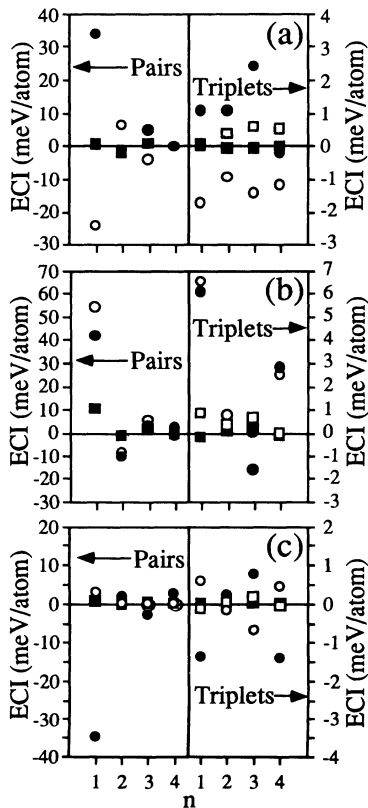 40 4
30 3
20 2
10 1
0 0
-10 -1
-20 -2
-30 -3
ECI (meV/atom)
Pairs
Triplets
(a)
ECI (meV/atom)
70 7
60 6
50 5
40 4
30 3
20 2
10 1
0 0
-10 -1
-20 -2
-30 -3
ECI (meV/atom)
Pairs
Triplets
(b)
ECI (meV/atom)
20 2
10 1
0 0
-10 -1
-20 -2
-30 -3
-40 -4
ECI (meV/atom)
Pairs
Triplets
(c)
ECI (meV/atom)
1 2 3 4 1 2 3 4
n